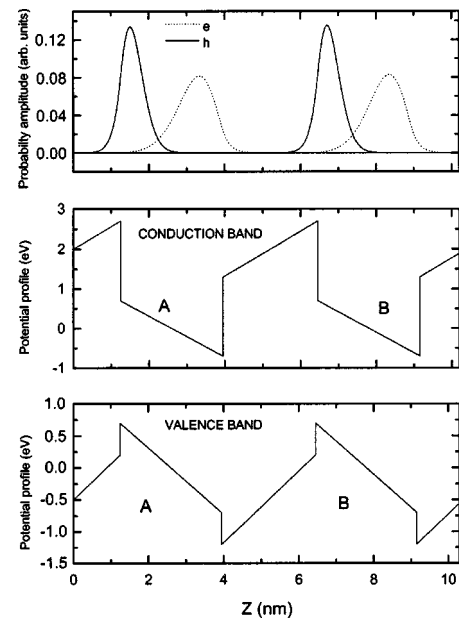 Probabilty amplitude (arb. units)
0.12
0.08
0.04
0.00
e
h
Potential profile (eV)
3
2
1
0
-1
CONDUCTION BAND
A
B
Potential profile (eV)
1.0
0.5
0.0
-0.5
-1.0
-1.5
VALENCE BAND
A
B
0
2
4
6
8
10
Z (nm)